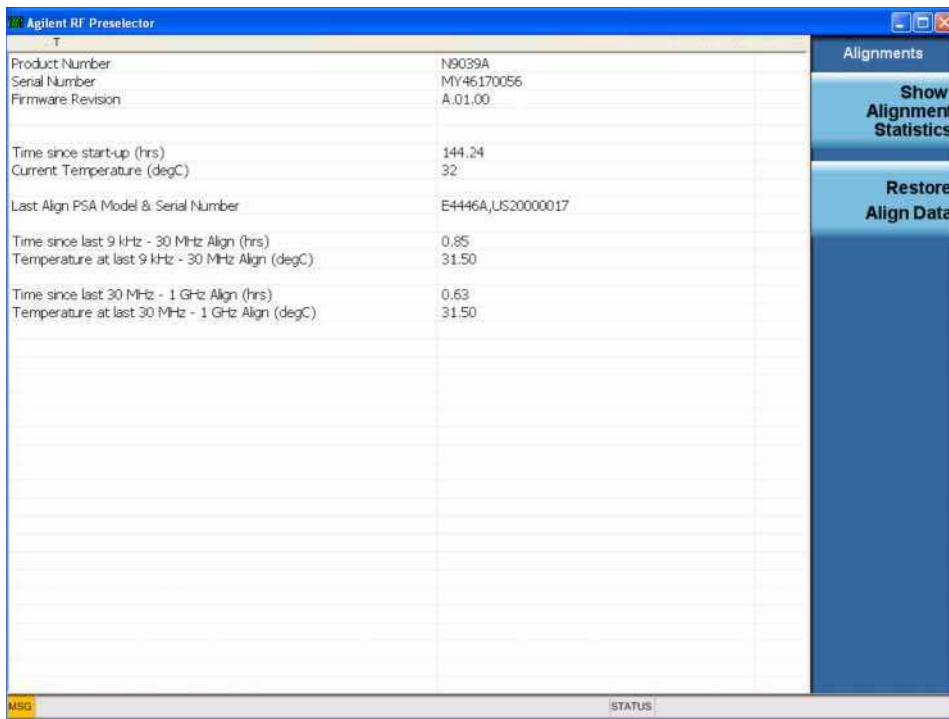 Agilent RF Preselector
T
Alignments
Product Number N9039A
Serial Number MY46170056
Firmware Revision A.01.00
Show
Alignment
Statistics
Time since start-up (hrs) 144.24
Current Temperature (degC) 32
Restore
Align Data
Last Align PSA Model & Serial Number E4446A,US20000017
Time since last 9 kHz - 30 MHz Align (hrs) 0.85
Temperature at last 9 kHz - 30 MHz Align (degC) 31.50
Time since last 30 MHz - 1 GHz Align (hrs) 0.63
Temperature at last 30 MHz - 1 GHz Align (degC) 31.50
MSG STATUS